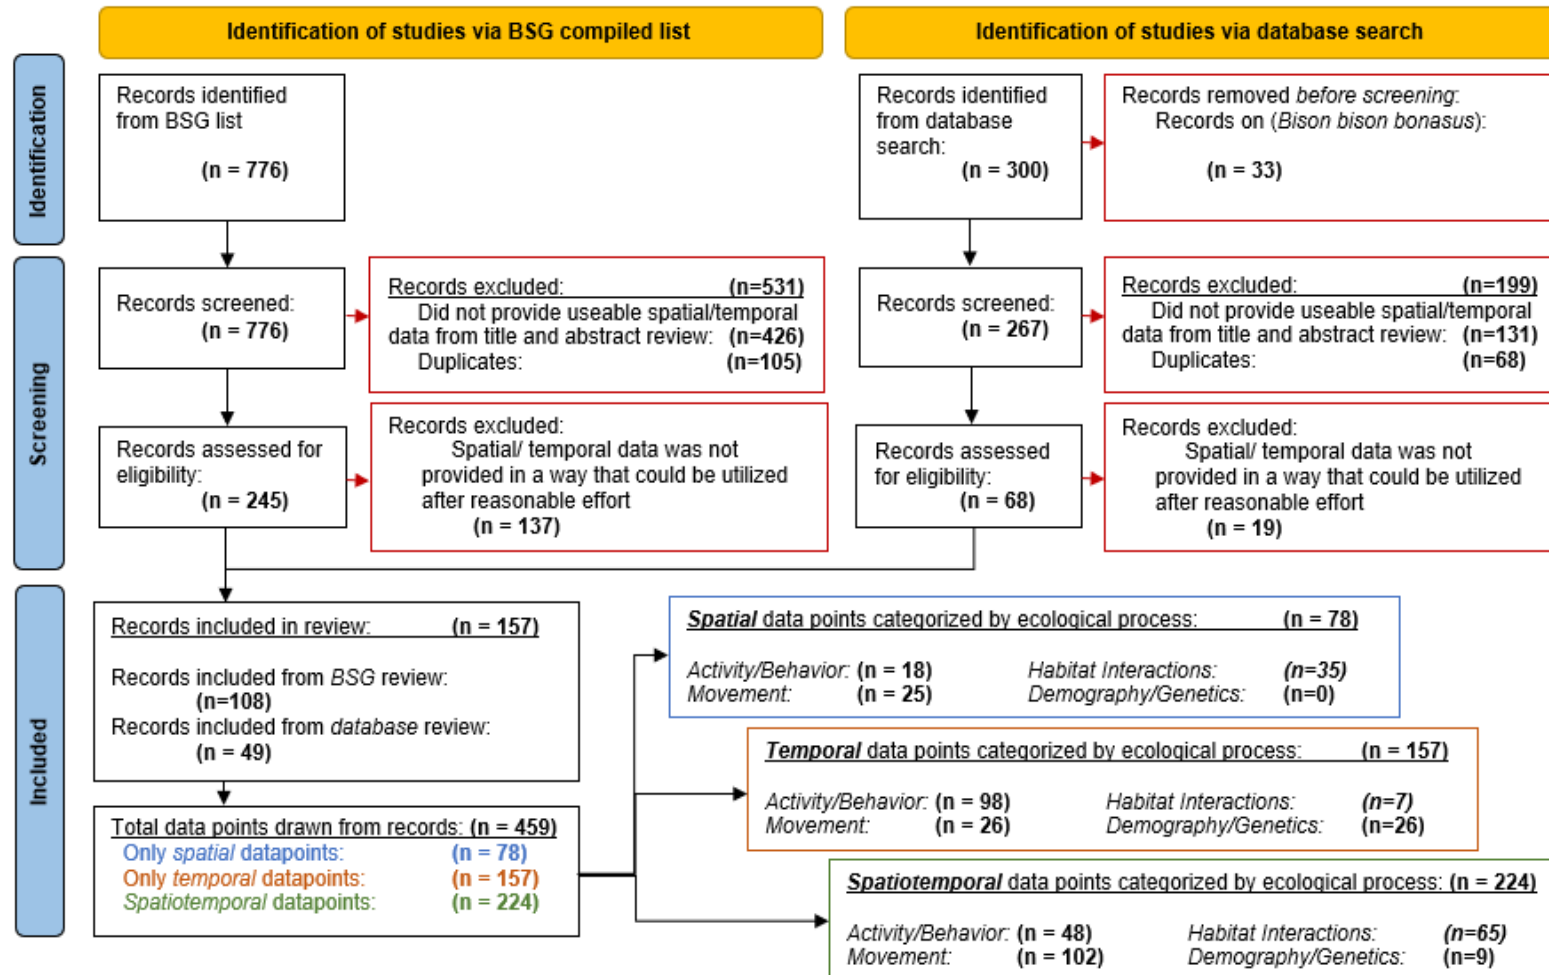 Identification of studies via BSG compiled list
Identification of studies via database search
Identification
Records identified
from BSG list
(n = 776)
Records identified
from database
search:
(n = 300)
Records removed before screening:
Records on (Bison bison bonasus):
(n = 33)
Screening
Records screened:
(n = 776)
Records excluded: (n=531)
Did not provide useable spatial/temporal
data from title and abstract review: (n=426)
Duplicates: (n=105)
Records screened:
(n = 267)
Records excluded: (n=199)
Did not provide useable spatial/temporal
data from title and abstract review: (n=131)
Duplicates: (n=68)
Records assessed for
eligibility:
(n = 245)
Records excluded:
Spatial/ temporal data was not
provided in a way that could be utilized
after reasonable effort
(n = 137)
Records assessed
for eligibility:
(n = 68)
Records excluded:
Spatial/ temporal data was not
provided in a way that could be utilized
after reasonable effort
(n = 19)
Included
Records included in review: (n = 157)
Records included from BSG review:
(n=108)
Records included from database review:
(n = 49)
Total data points drawn from records: (n = 459)
Only spatial datapoints: (n = 78)
Only temporal datapoints: (n = 157)
Spatiotemporal datapoints: (n = 224)
Spatial data points categorized by ecological process: (n = 78)
Activity/Behavior: (n = 18) Habitat Interactions: (n=35)
Movement: (n = 25) Demography/Genetics: (n=0)
Temporal data points categorized by ecological process: (n = 157)
Activity/Behavior: (n = 98) Habitat Interactions: (n=7)
Movement: (n = 26) Demography/Genetics: (n=26)
Spatiotemporal data points categorized by ecological process: (n = 224)
Activity/Behavior: (n = 48) Habitat Interactions: (n=65)
Movement: (n = 102) Demography/Genetics: (n=9)